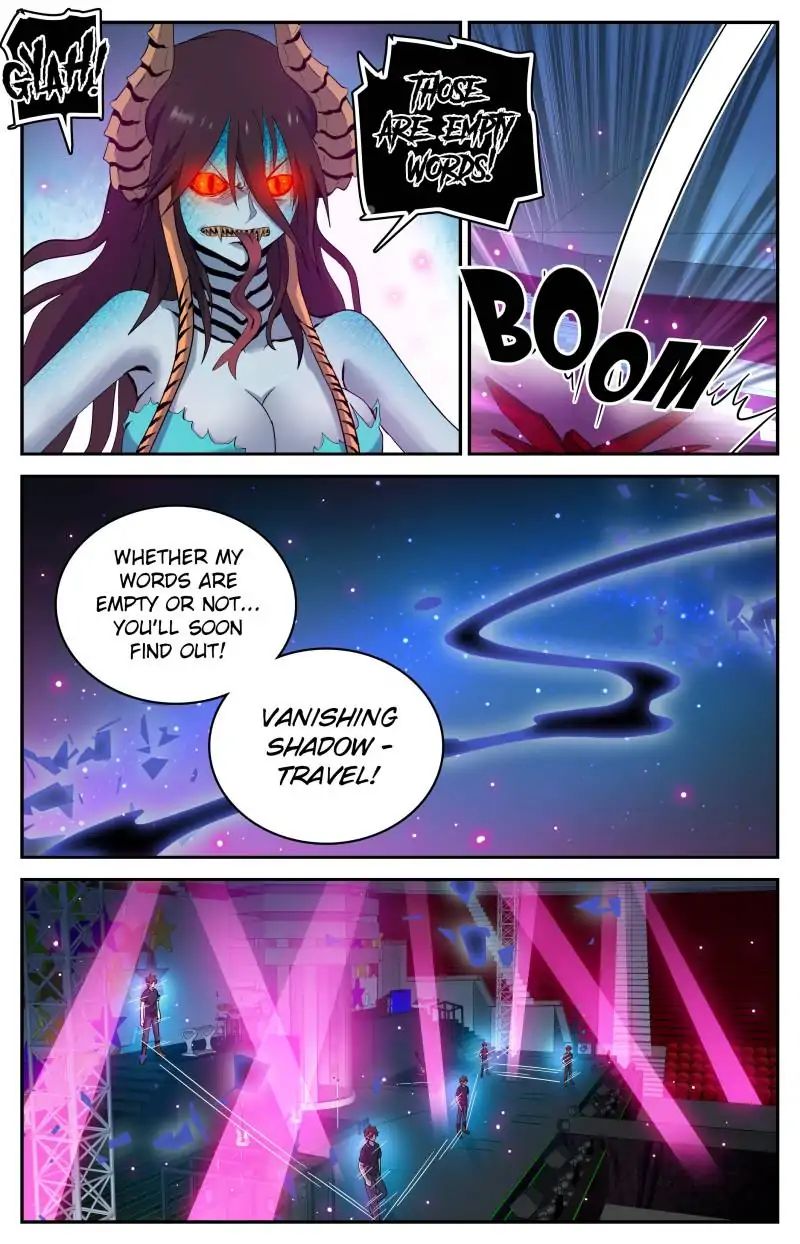 GYAH!
THOSE
ARE EMPTY
WORDS!
BOOM
WHETHER MY
WORDS ARE
EMPTY OR NOT...
YOU'LL SOON
FIND OUT!
VANISHING
SHADOW -
TRAVEL!